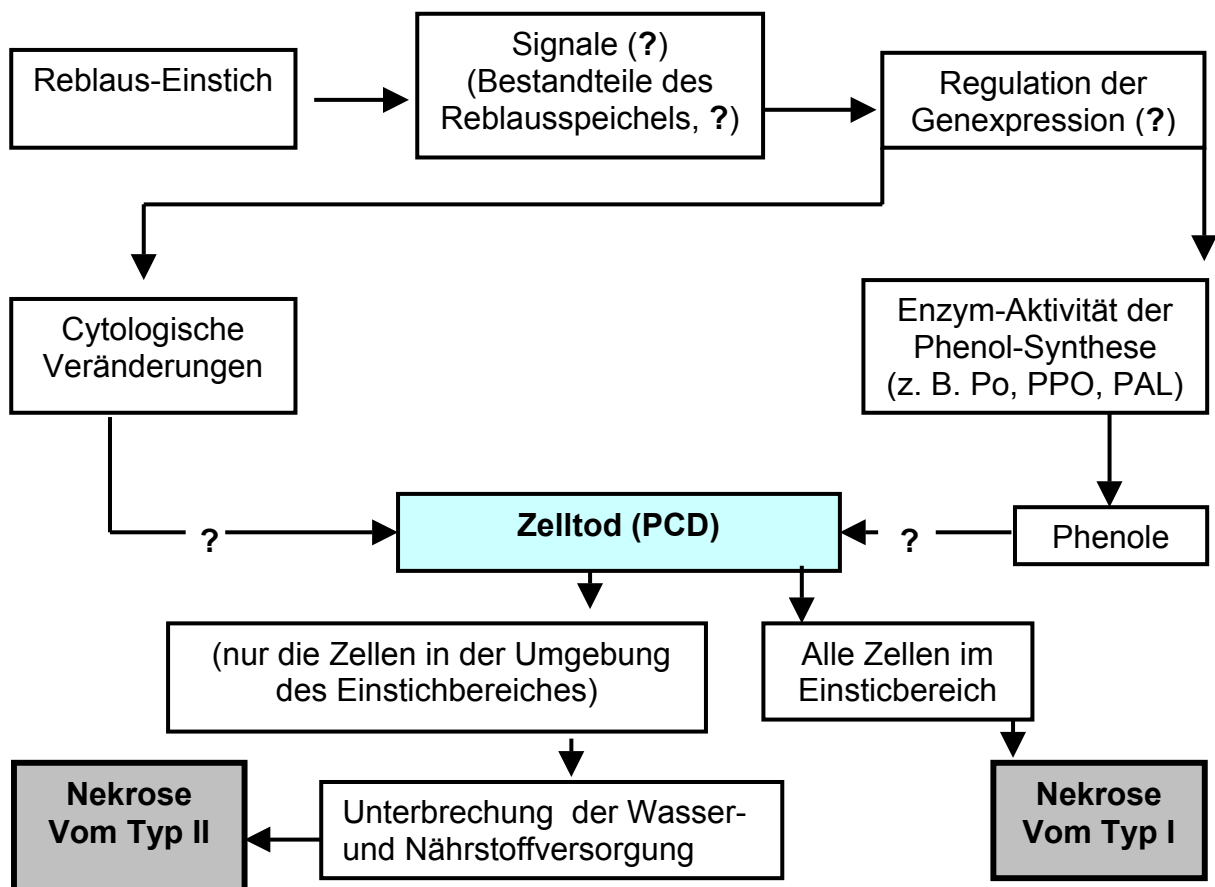 Reblaus-Einstich
Signale (?)
(Bestandteile des
Reblausspeichels, ?)
Regulation der
Genexpression (?)
Cytologische
Veränderungen
Enzym-Aktivität der
Phenol-Synthese
(z. B. Po, PPO, PAL)
?
Zelltod (PCD)
?
Phenole
(nur die Zellen in der Umgebung
des Einstichbereiches)
Alle Zellen im
Einsticbereich
Nekrose
Vom Typ II
Unterbrechung der Wasser-
und Nährstoffversorgung
Nekrose
Vom Typ I